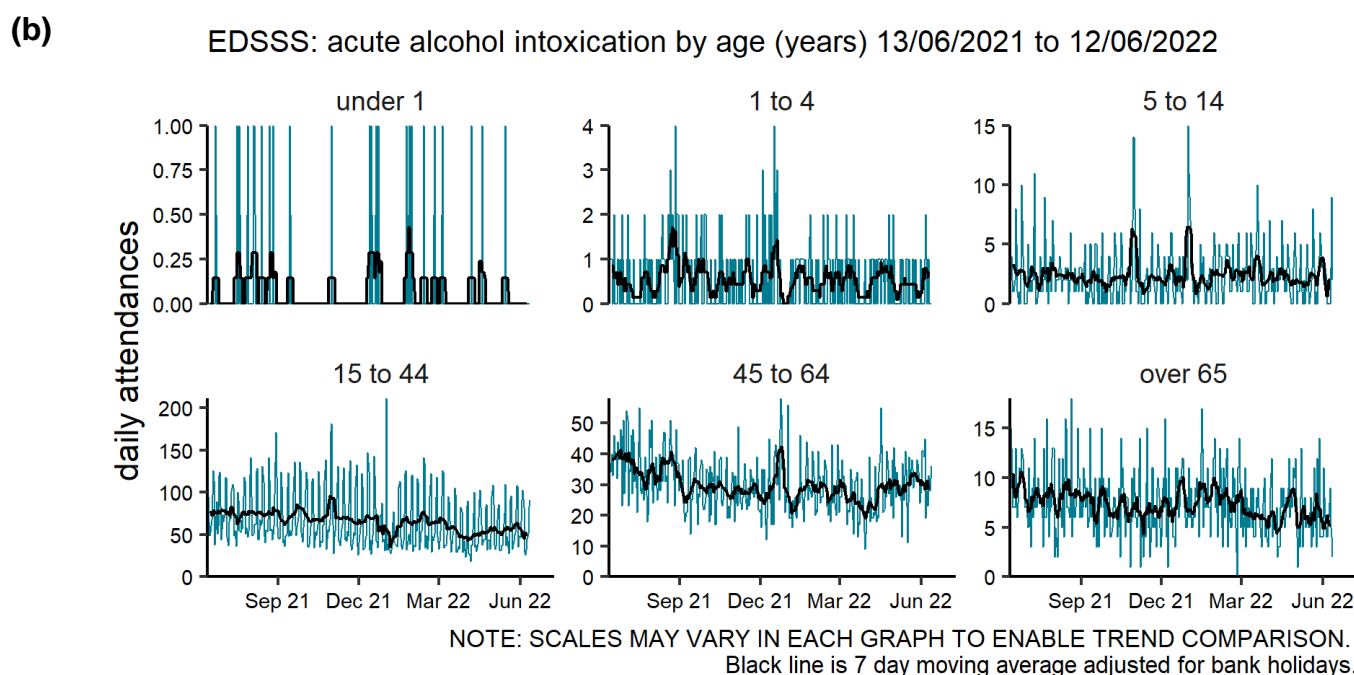 (b)
EDSSS: acute alcohol intoxication by age (years) 13/06/2021 to 12/06/2022
daily attendances
under 1
1.00
0.75
0.50
0.25
0.00
1 to 4
4
3
2
1
0
5 to 14
15
10
5
0
15 to 44
200
150
100
50
0
Sep 21 Dec 21 Mar 22 Jun 22
45 to 64
50
40
30
20
10
0
Sep 21 Dec 21 Mar 22 Jun 22
over 65
15
10
5
0
Sep 21 Dec 21 Mar 22 Jun 22
NOTE: SCALES MAY VARY IN EACH GRAPH TO ENABLE TREND COMPARISON.
Black line is 7 day moving average adjusted for bank holidays.